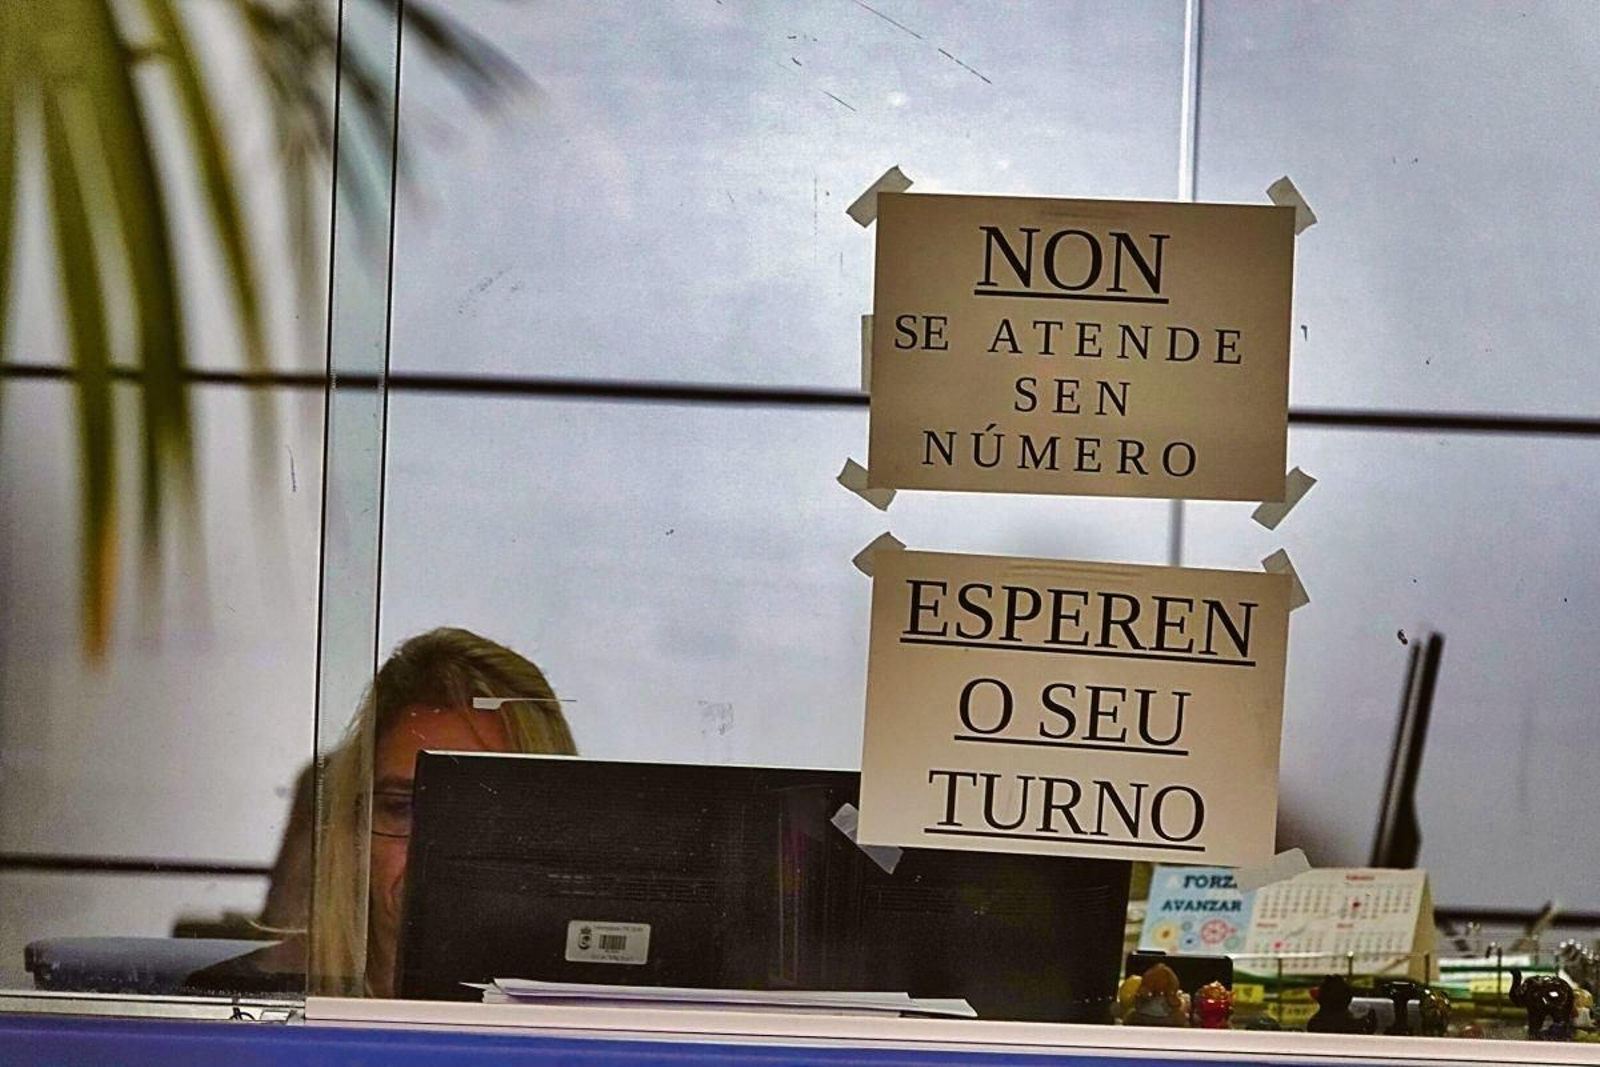 NON
SE ATENDE
SEN
NÚMERO
ESPEREN
O SEU
TURNO
AVANZAR